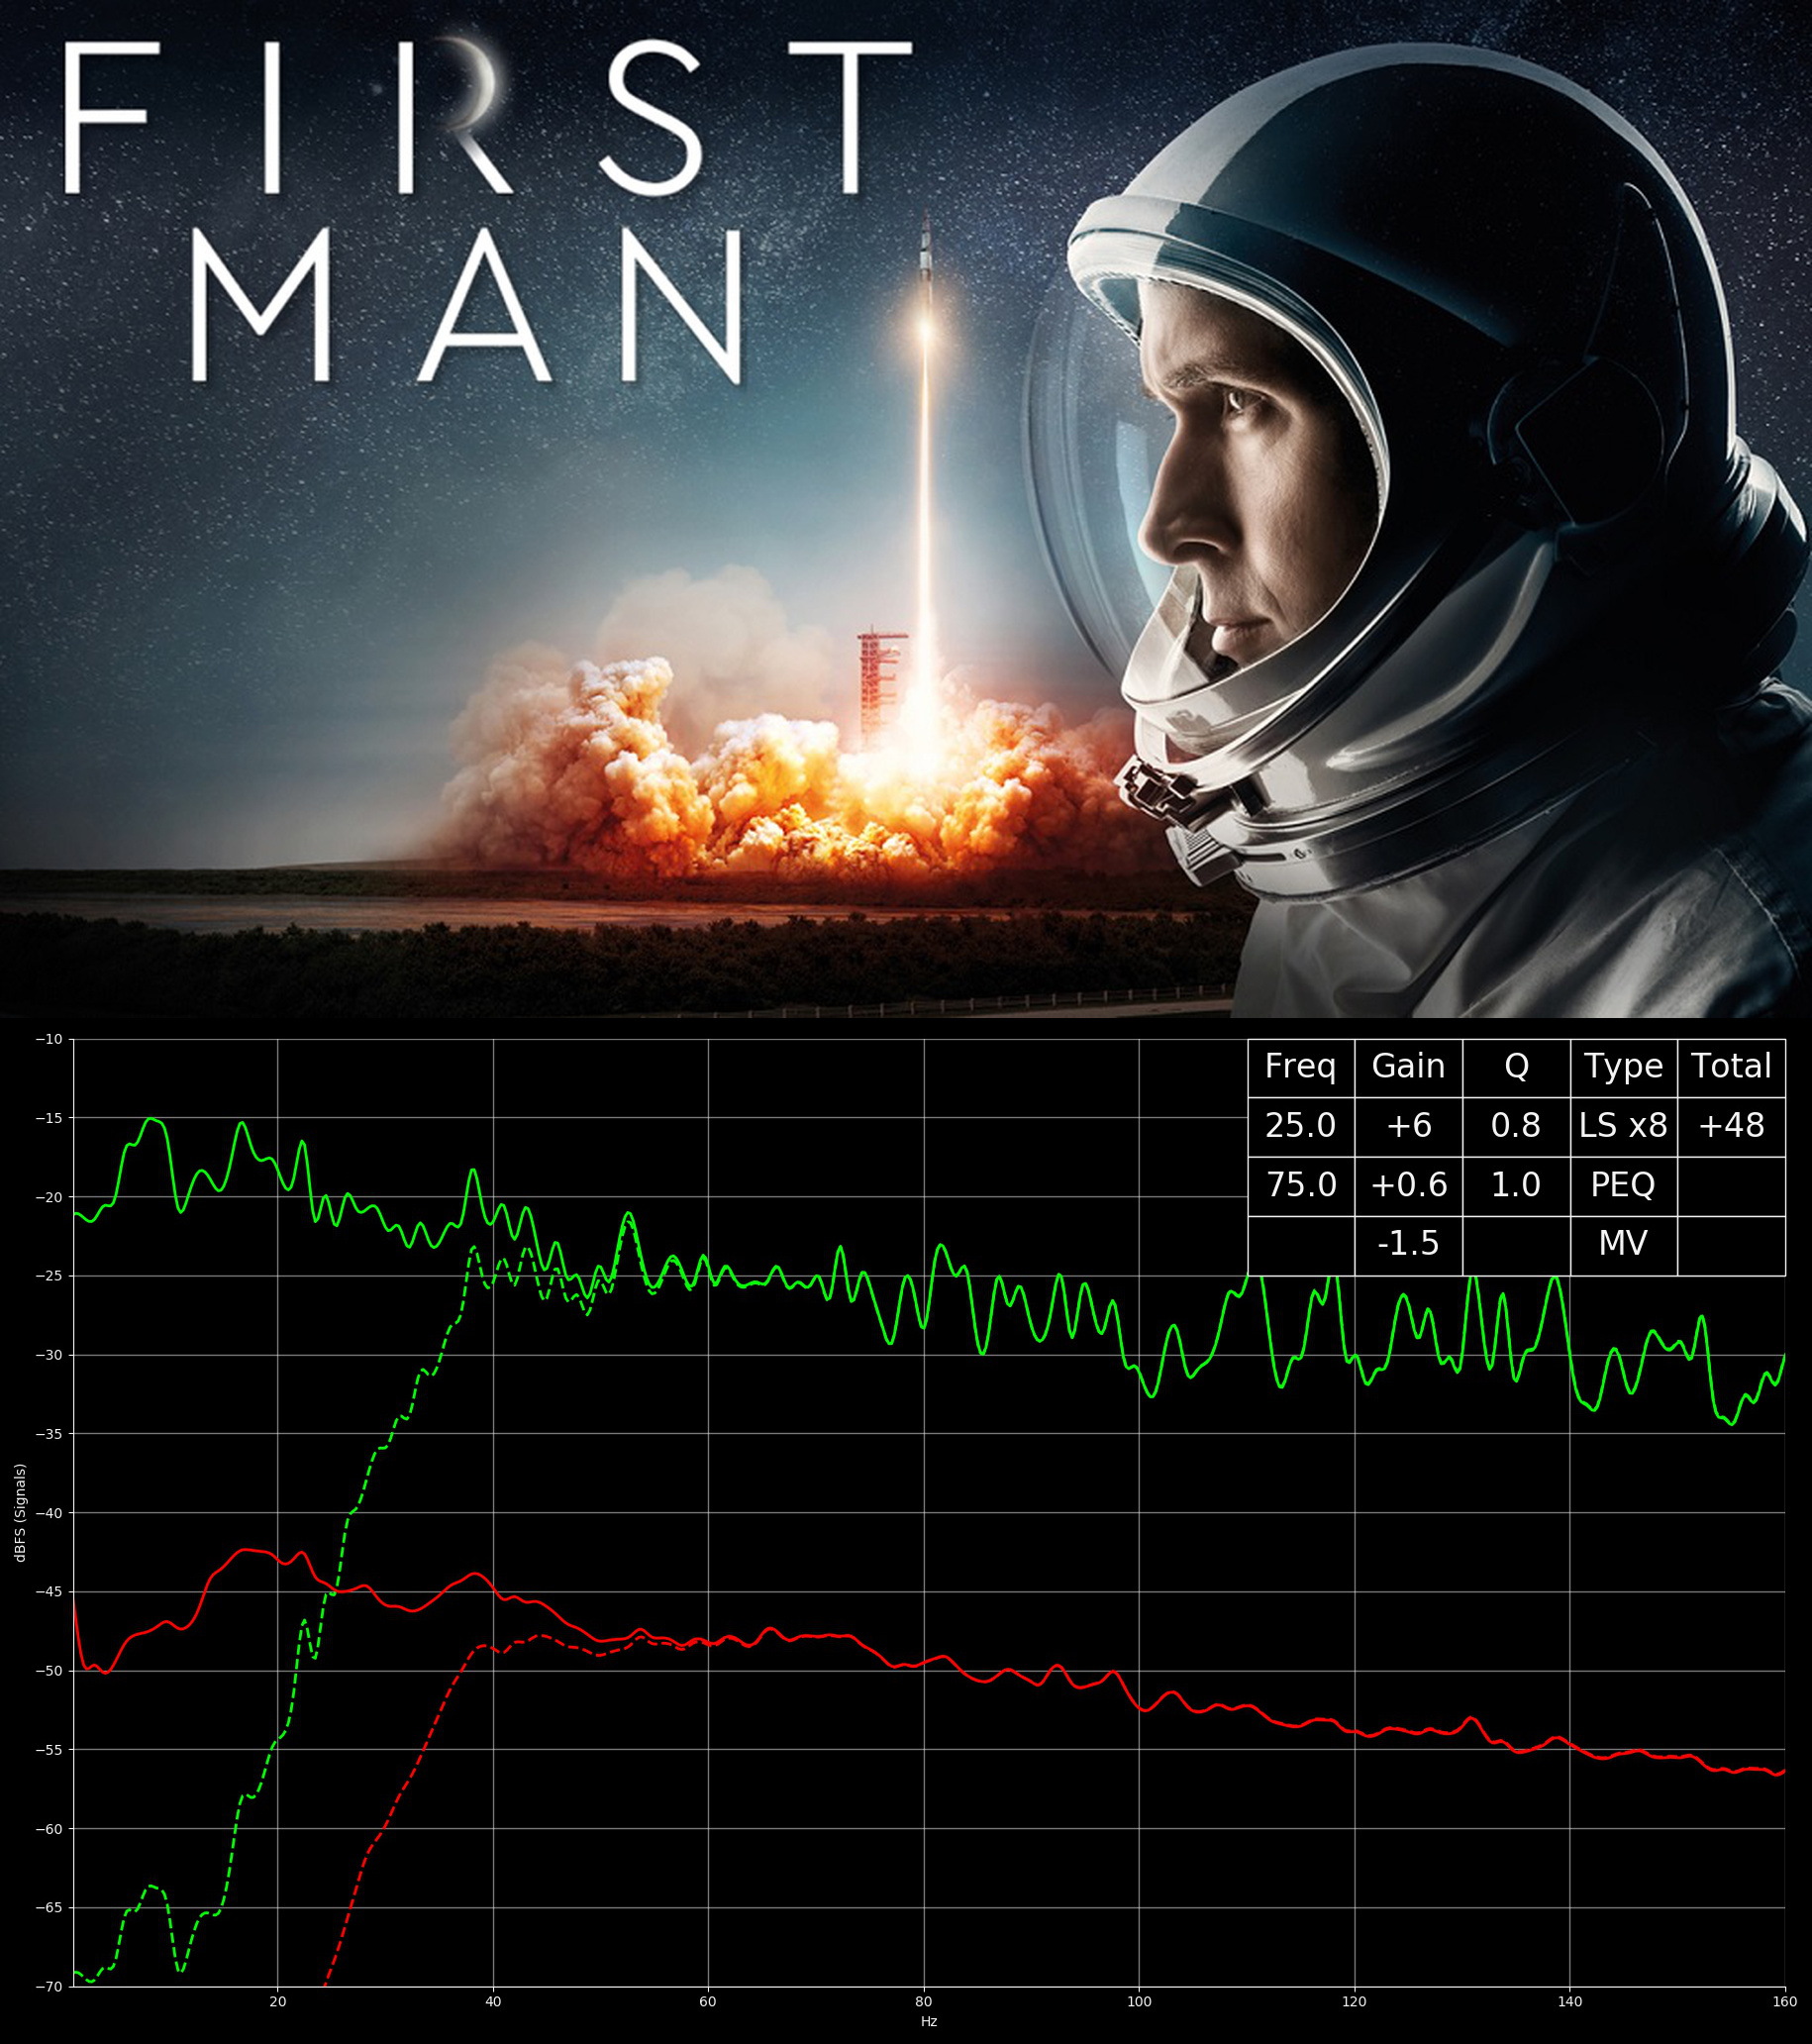 FIRST
MAN
Freq Gain Q Type Total
25.0 +6 0.8 LS x8 +48
75.0 +0.6 1.0 PEQ
-1.5 MV
−10
−15
−20
−25
−30
−35
−40
−45
−50
−55
−60
−65
−70
dBFS (Signals)
20 40 60 80 100 120 140 160
Hz